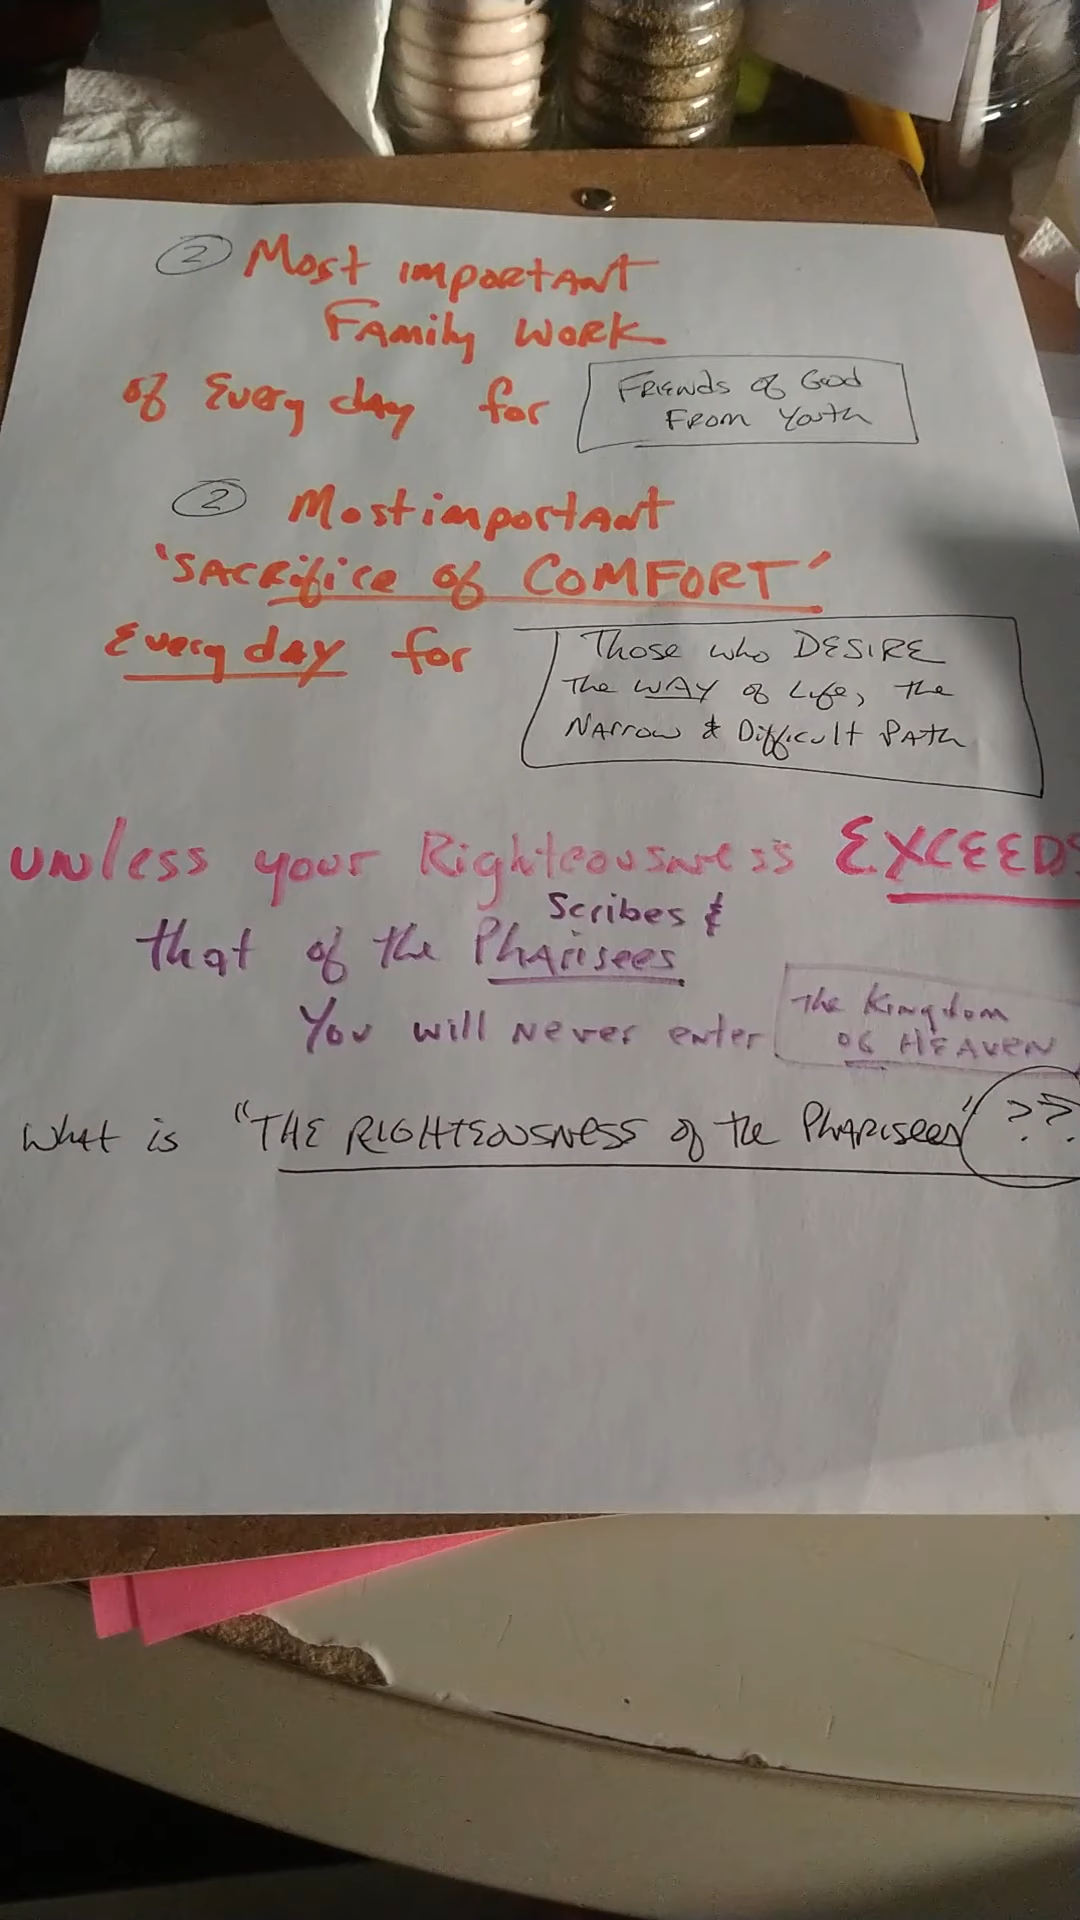 ② Most important
Family work
of Every day for
Friends of God
From Youth
② Most important
'SACRifice of COMFORT'
Every day for
Those who DESIRE
The WAY of Life, The
NArrow & Difficult PAth
unless your Righteousness EXCEEDS
Scribes &
that of the PhArisees
You will never enter
The Kingdom
OF HEAVEN
What is "THE RIGHTEOUSNESS of the PhARisees" ??